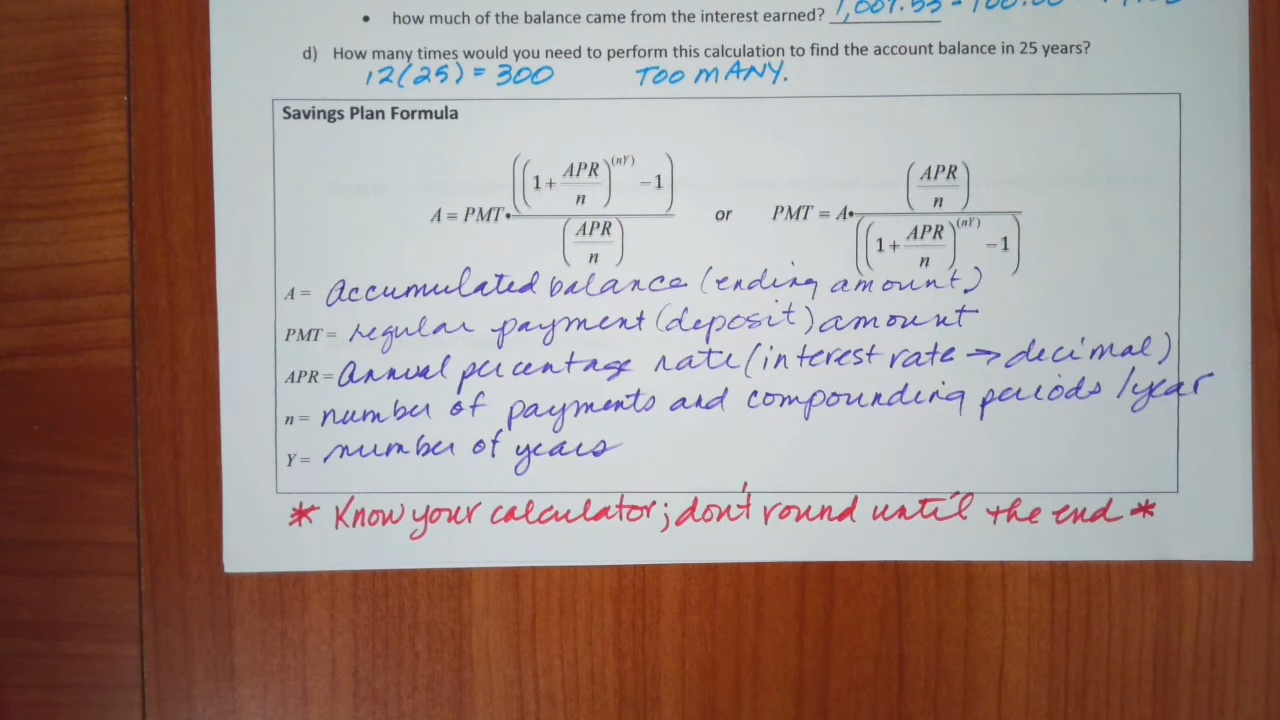 • how much of the balance came from the interest earned?
d) How many times would you need to perform this calculation to find the account balance in 25 years?
12(25) = 300 TOO MANY.
Savings Plan Formula
A = PMT • ((1 + APR/n)^(nY) − 1) / (APR/n) or PMT = A • (APR/n) / ((1 + APR/n)^(nY) − 1)
A = accumulated balance (ending amount)
PMT = regular payment (deposit) amount
APR = annual percentage rate (interest rate → decimal)
n = number of payments and compounding periods / year
Y = number of years
* Know your calculator; don't round until the end *